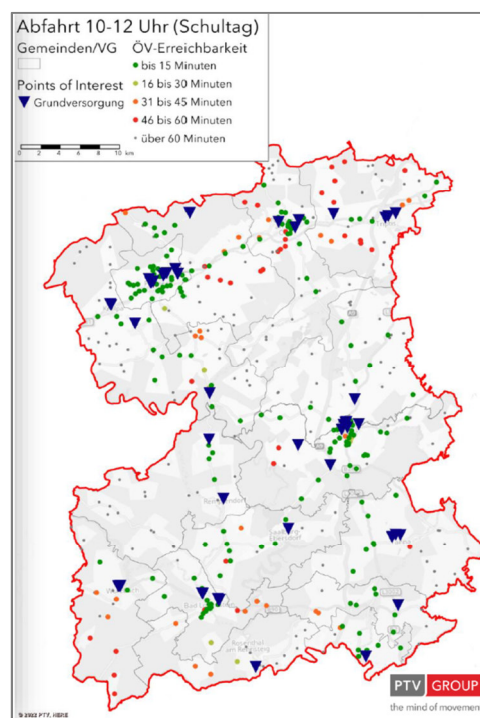 Abfahrt 10-12 Uhr (Schultag)
Gemeinden/VG
ÖV-Erreichbarkeit
bis 15 Minuten
16 bis 30 Minuten
31 bis 45 Minuten
46 bis 60 Minuten
über 60 Minuten
Points of Interest
Grundversorgung
0 2 4 6 8 10
km
PTV GROUP
the mind of movement
© 2022 PTV, HERE